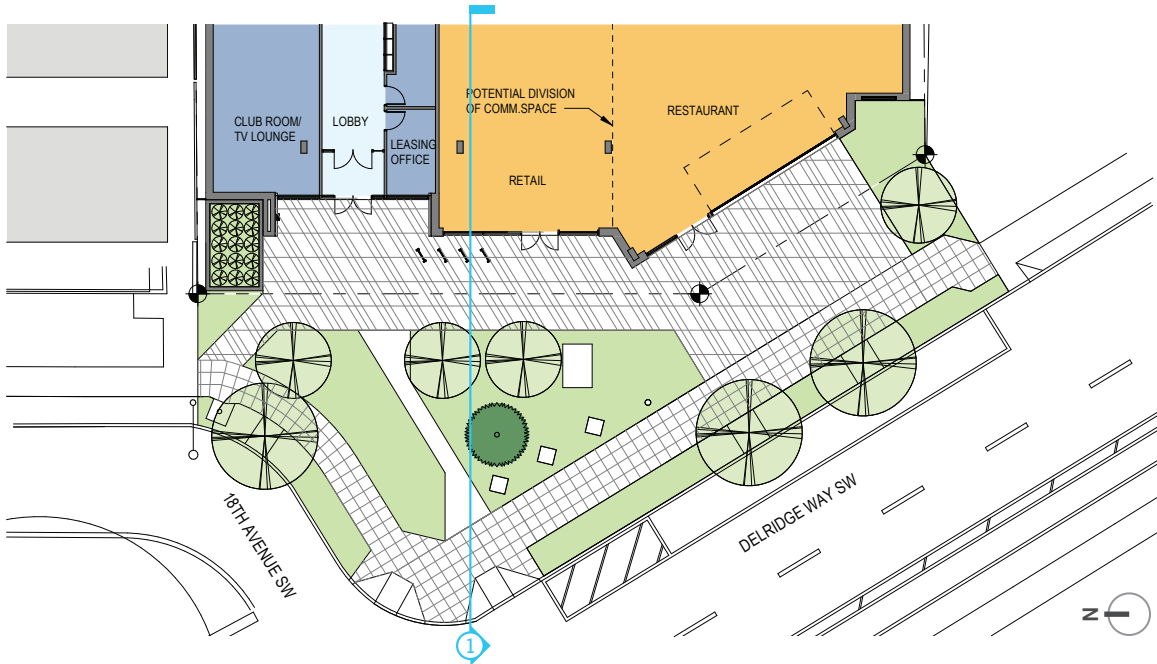 POTENTIAL DIVISION
OF COMM.SPACE
RESTAURANT
CLUB ROOM/
TV LOUNGE
LOBBY
LEASING
OFFICE
RETAIL
18TH AVENUE SW
DELRIDGE WAY SW
N
1